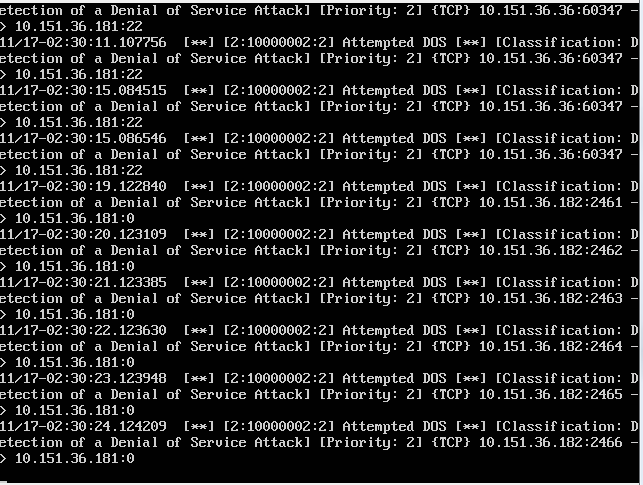 etection of a Denial of Service Attack] [Priority: 2] {TCP} 10.151.36.36:60347 -
> 10.151.36.181:22
11/17-02:30:11.107756  [**] [2:10000002:2] Attempted DOS [**] [Classification: D
etection of a Denial of Service Attack] [Priority: 2] {TCP} 10.151.36.36:60347 -
> 10.151.36.181:22
11/17-02:30:15.084515  [**] [2:10000002:2] Attempted DOS [**] [Classification: D
etection of a Denial of Service Attack] [Priority: 2] {TCP} 10.151.36.36:60347 -
> 10.151.36.181:22
11/17-02:30:15.086546  [**] [2:10000002:2] Attempted DOS [**] [Classification: D
etection of a Denial of Service Attack] [Priority: 2] {TCP} 10.151.36.36:60347 -
> 10.151.36.181:22
11/17-02:30:19.122840  [**] [2:10000002:2] Attempted DOS [**] [Classification: D
etection of a Denial of Service Attack] [Priority: 2] {TCP} 10.151.36.182:2461 -
> 10.151.36.181:0
11/17-02:30:20.123109  [**] [2:10000002:2] Attempted DOS [**] [Classification: D
etection of a Denial of Service Attack] [Priority: 2] {TCP} 10.151.36.182:2462 -
> 10.151.36.181:0
11/17-02:30:21.123385  [**] [2:10000002:2] Attempted DOS [**] [Classification: D
etection of a Denial of Service Attack] [Priority: 2] {TCP} 10.151.36.182:2463 -
> 10.151.36.181:0
11/17-02:30:22.123630  [**] [2:10000002:2] Attempted DOS [**] [Classification: D
etection of a Denial of Service Attack] [Priority: 2] {TCP} 10.151.36.182:2464 -
> 10.151.36.181:0
11/17-02:30:23.123948  [**] [2:10000002:2] Attempted DOS [**] [Classification: D
etection of a Denial of Service Attack] [Priority: 2] {TCP} 10.151.36.182:2465 -
> 10.151.36.181:0
11/17-02:30:24.124209  [**] [2:10000002:2] Attempted DOS [**] [Classification: D
etection of a Denial of Service Attack] [Priority: 2] {TCP} 10.151.36.182:2466 -
> 10.151.36.181:0